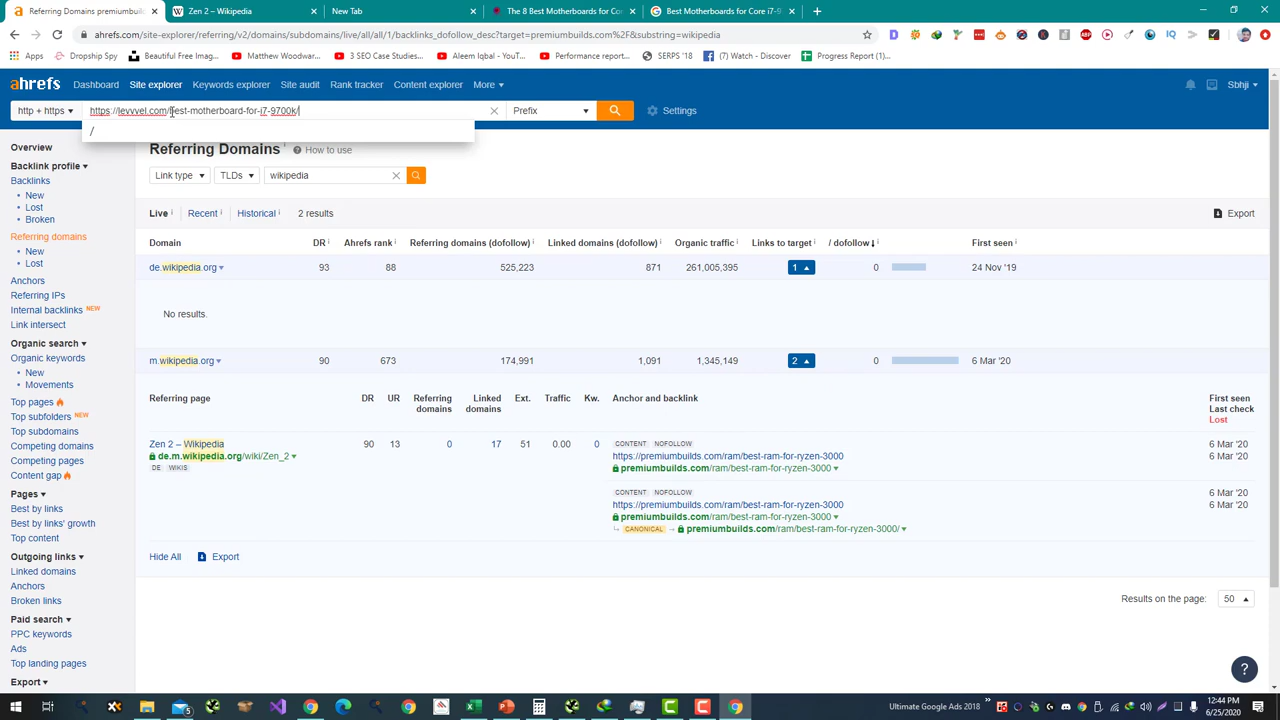 Referring Domains premiumbuild
Zen 2 – Wikipedia
New Tab
The 8 Best Motherboards for Co
Best Motherboards for Core i7-9
ahrefs.com/site-explorer/referring/v2/domains/subdomains/live/all/all/1/backlinks_dofollow_desc?target=premiumbuilds.com%2F&substring=wikipedia
Apps
Dropship Spy
Beautiful Free Imag...
Matthew Woodwar...
3 SEO Case Studies...
Aleem Iqbal - YouT...
Performance report...
SERPS '18
(7) Watch - Discover
Progress Report(...
ahrefs
Dashboard
Site explorer
Keywords explorer
Site audit
Rank tracker
Content explorer
More
Sbhji
http + https
https://levvvel.com/best-motherboard-for-i7-9700k/
Prefix
Settings
/
Overview
Backlink profile
Backlinks
New
Lost
Broken
Referring domains
New
Lost
Anchors
Referring IPs
Internal backlinks NEW
Link intersect
Organic search
Organic keywords
New
Movements
Top pages
Top subfolders NEW
Top subdomains
Competing domains
Competing pages
Content gap
Pages
Best by links
Best by links' growth
Top content
Outgoing links
Linked domains
Anchors
Broken links
Paid search
PPC keywords
Ads
Top landing pages
Export
Referring Domains i
How to use
Link type
TLDs
wikipedia
Live i
Recent i
Historical i
2 results
Export
Domain DR i Ahrefs rank i Referring domains (dofollow) i Linked domains (dofollow) i Organic traffic i Links to target i / dofollow i First seen i
de.wikipedia.org 93 88 525,223 871 261,005,395 1 0 24 Nov '19
No results.
m.wikipedia.org 90 673 174,991 1,091 1,345,149 2 0 6 Mar '20
Referring page DR UR Referring domains Linked domains Ext. Traffic Kw. Anchor and backlink First seen
Last check
Lost
Zen 2 – Wikipedia 90 13 0 17 51 0.00 0
de.m.wikipedia.org/wiki/Zen_2
DE WIKIS
CONTENT NOFOLLOW
https://premiumbuilds.com/ram/best-ram-for-ryzen-3000
premiumbuilds.com/ram/best-ram-for-ryzen-3000
6 Mar '20
6 Mar '20
CONTENT NOFOLLOW
https://premiumbuilds.com/ram/best-ram-for-ryzen-3000
premiumbuilds.com/ram/best-ram-for-ryzen-3000
CANONICAL → premiumbuilds.com/ram/best-ram-for-ryzen-3000/
6 Mar '20
6 Mar '20
Hide All
Export
Results on the page: 50
?
Ultimate Google Ads 2018
12:44 PM
6/25/2020